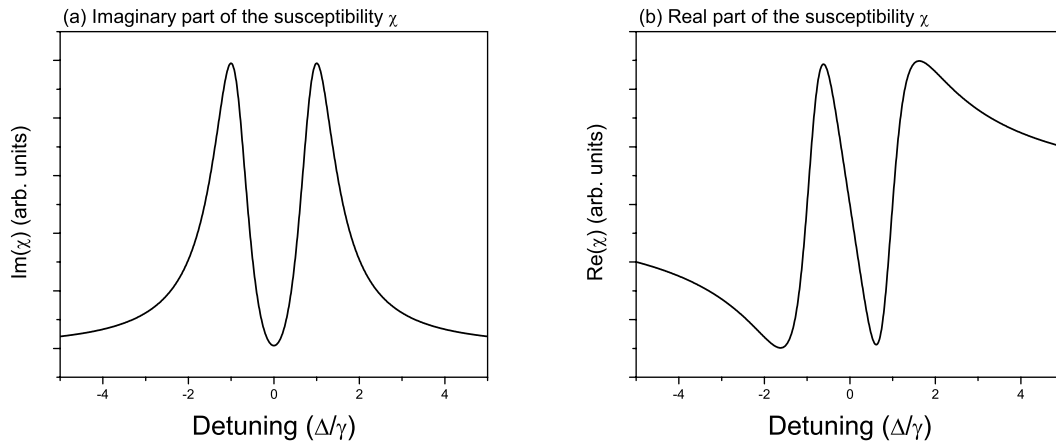 (a) Imaginary part of the susceptibility χ
Im(χ) (arb. units)
-4 -2 0 2 4
Detuning (Δ/γ)
(b) Real part of the susceptibility χ
Re(χ) (arb. units)
-4 -2 0 2 4
Detuning (Δ/γ)